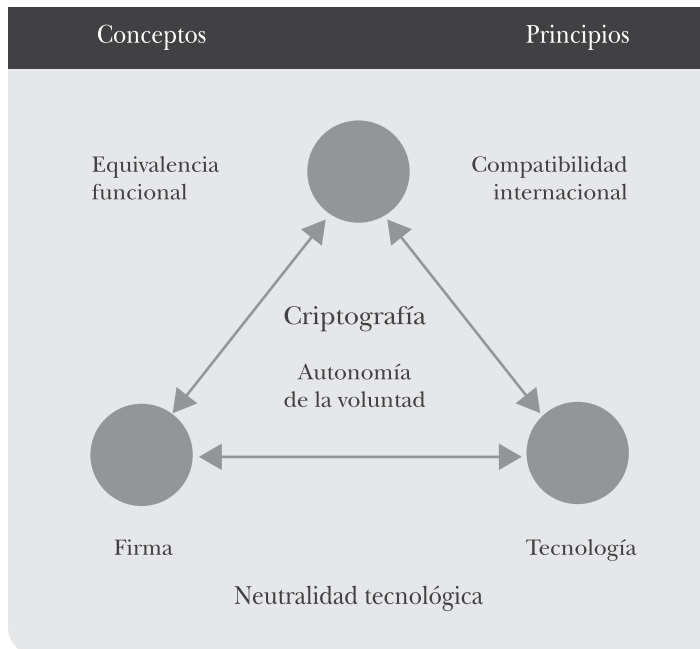 Conceptos
Principios
Equivalencia
funcional
Compatibilidad
internacional
Criptografía
Autonomía
de la voluntad
Firma
Tecnología
Neutralidad tecnológica